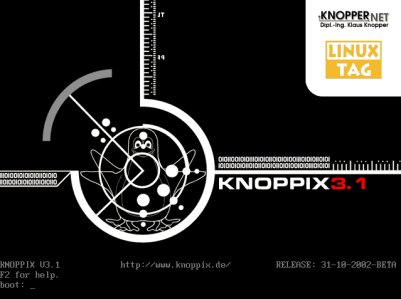 KNOPPER.NET
Dipl.-Ing. Klaus Knopper
LINUX
TAG
KNOPPIX3.1
KNOPPIX V3.1 http://www.knoppix.de/ RELEASE: 31-10-2002-BETA
F2 for help.
boot: _